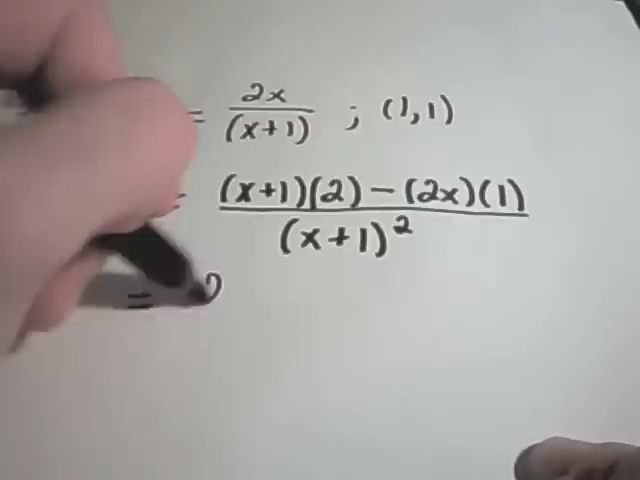 = 2x/(x+1) ; (1,1)
(x+1)(2) - (2x)(1)/(x+1)²
=